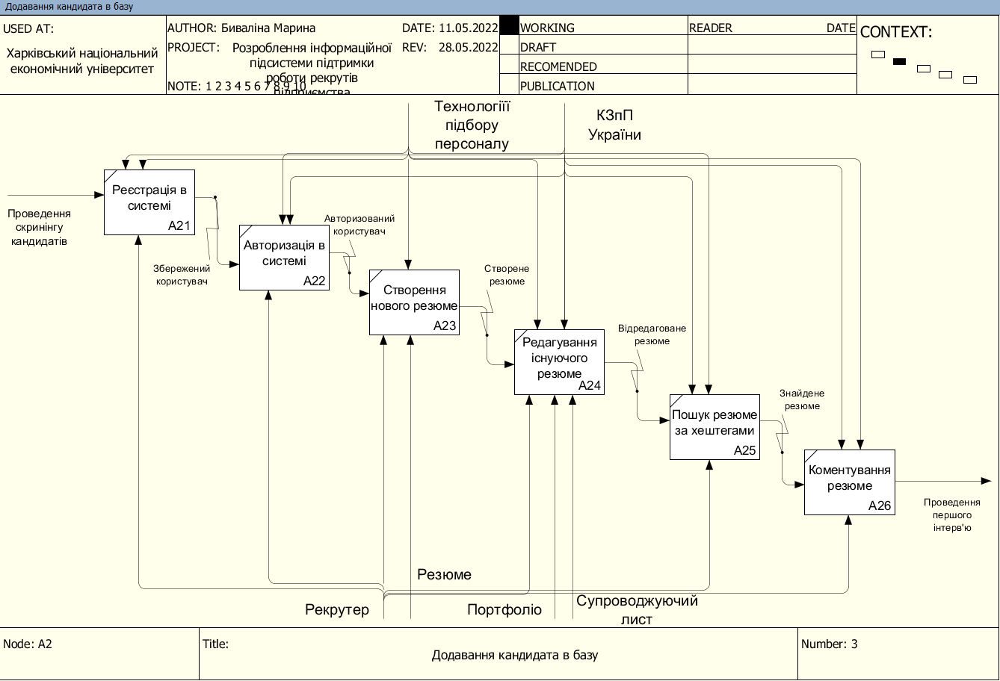 Додавання кандидата в базу
USED AT:
Харківський національний
економічний університет
AUTHOR: Биваліна Марина
DATE: 11.05.2022
PROJECT: Розроблення інформаційної
підсистеми підтримки
роботи рекрутів
підприємства
REV: 28.05.2022
NOTE: 1 2 3 4 5 6 7 8 9 10
WORKING
DRAFT
RECOMENDED
PUBLICATION
READER
DATE
CONTEXT:
Технологіїї
підбору
персоналу
КЗпП
України
Реєстрація в
системі
A21
Проведення
скринінгу
кандидатів
Збережений
користувач
Авторизація в
системі
A22
Авторизований
користувач
Створення
нового резюме
A23
Створене
резюме
Редагування
існуючого
резюме
A24
Відредаговане
резюме
Пошук резюме
за хештегами
A25
Знайдене
резюме
Коментування
резюме
A26
Проведення
першого
інтерв'ю
Резюме
Рекрутер
Портфоліо
Супроводжуючий
лист
Node: A2
Title:
Додавання кандидата в базу
Number: 3